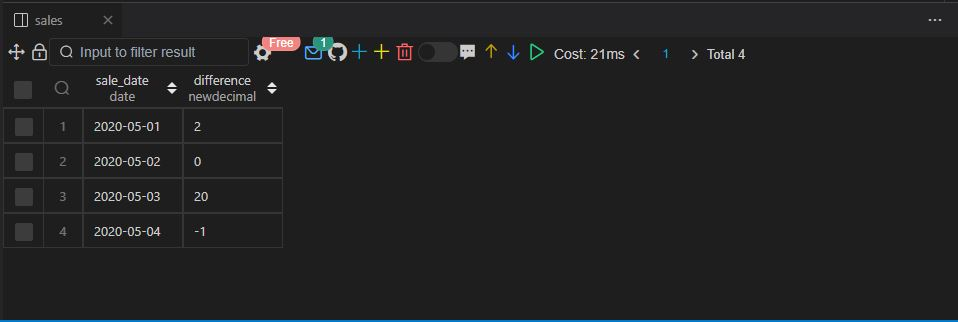 sales
Input to filter result
Free
1
Cost: 21ms
1
Total 4
sale_date difference
date newdecimal
1 2020-05-01 2
2 2020-05-02 0
3 2020-05-03 20
4 2020-05-04 -1